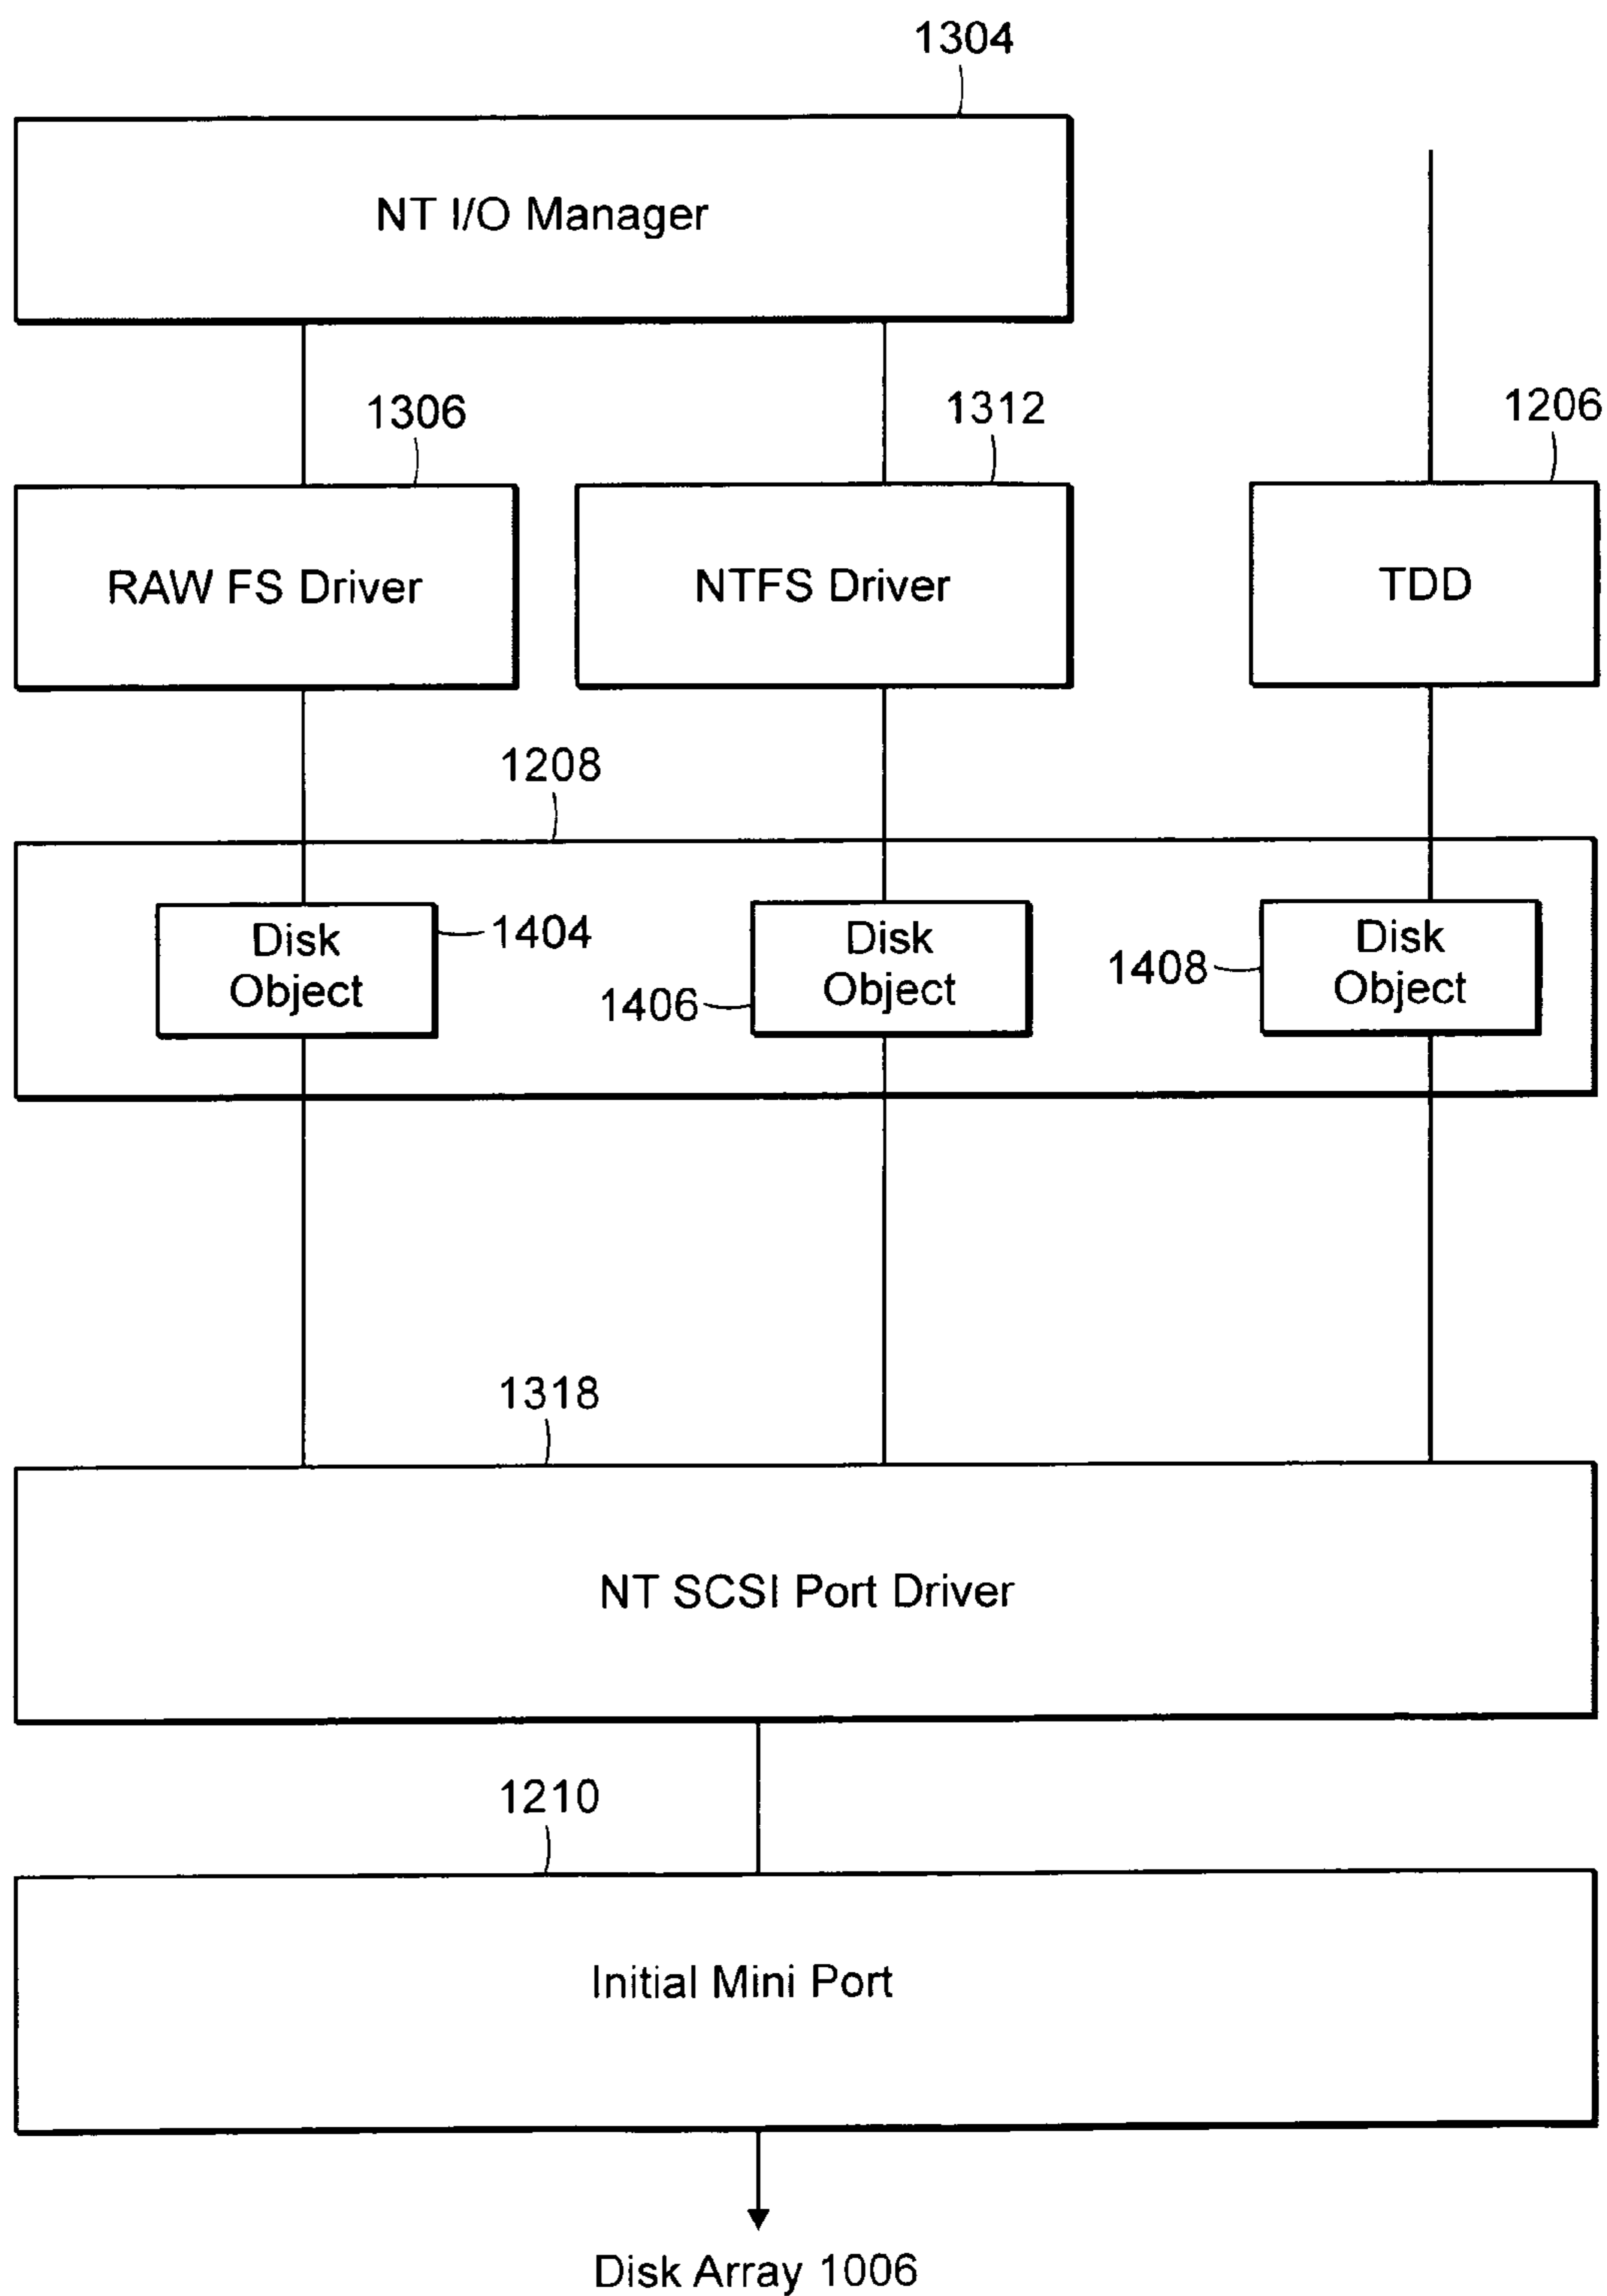 1304
NT I/O Manager
1306
1312
1206
RAW FS Driver
NTFS Driver
TDD
1208
Disk
Object
1404
Disk
Object
1406
Disk
Object
1408
1318
NT SCSI Port Driver
1210
Initial Mini Port
Disk Array 1006